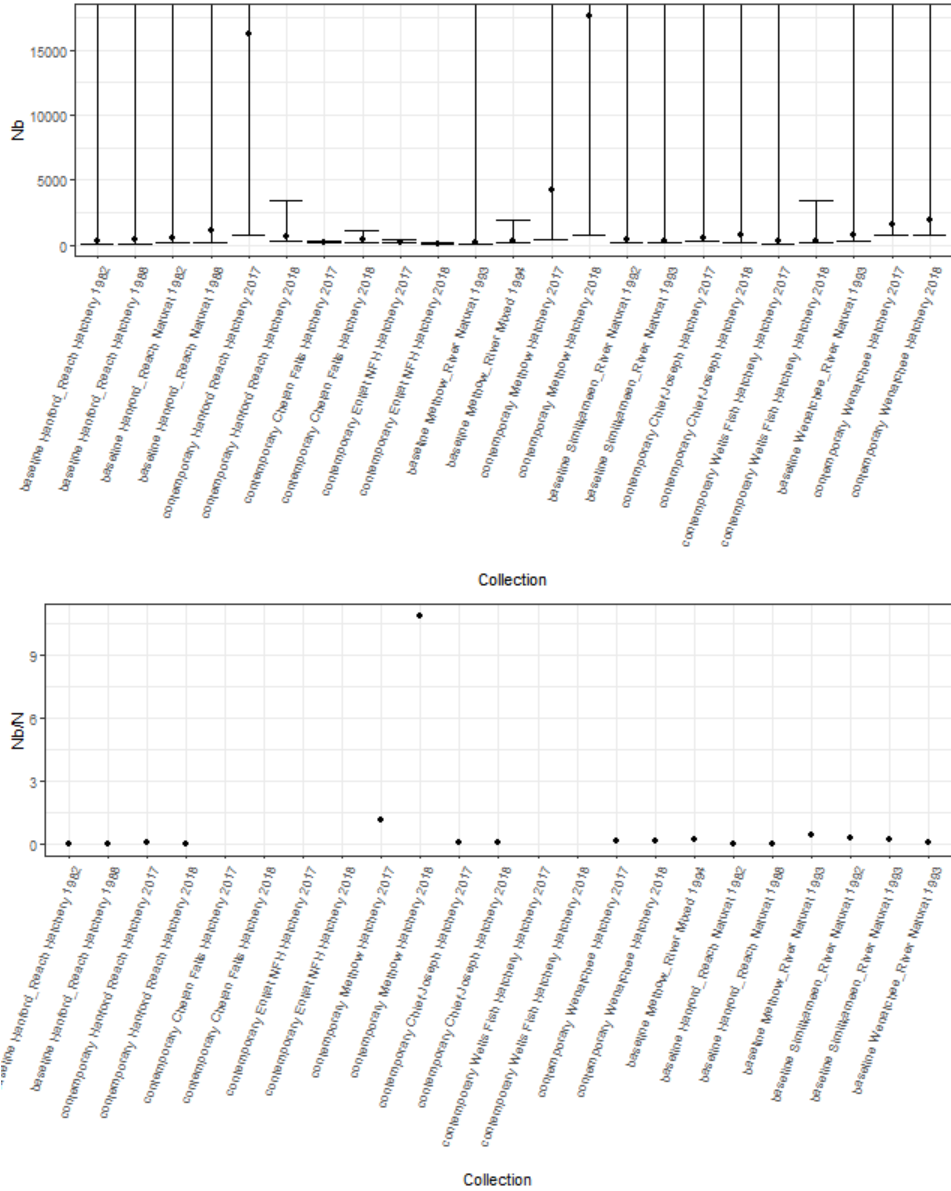 15000
10000
5000
0
Nb
baseline Hanford_Reach Hatchery 1982
baseline Hanford_Reach Hatchery 1988
baseline Hanford_Reach Natural 1982
baseline Hanford_Reach Natural 1988
contemporary Hanford Reach Hatchery 2017
contemporary Hanford Reach Hatchery 2018
contemporary Chelan Falls Hatchery 2017
contemporary Chelan Falls Hatchery 2018
contemporary Entiat NFH Hatchery 2017
contemporary Entiat NFH Hatchery 2018
baseline Methow_River Natural 1993
baseline Methow_River Mixed 1994
contemporary Methow Hatchery 2017
contemporary Methow Hatchery 2018
baseline Similkameen_River Natural 1992
baseline Similkameen_River Natural 1993
contemporary Chief Joseph Hatchery 2017
contemporary Chief Joseph Hatchery 2018
contemporary Wells Fish Hatchery Hatchery 2017
contemporary Wells Fish Hatchery Hatchery 2018
baseline Wenatchee_River Natural 1993
contemporary Wenatchee Hatchery 2017
contemporary Wenatchee Hatchery 2018
Collection
9
6
3
0
Nb/N
baseline Hanford_Reach Hatchery 1982
baseline Hanford_Reach Hatchery 1988
contemporary Hanford Reach Hatchery 2017
contemporary Hanford Reach Hatchery 2018
contemporary Chelan Falls Hatchery 2017
contemporary Chelan Falls Hatchery 2018
contemporary Entiat NFH Hatchery 2017
contemporary Entiat NFH Hatchery 2018
contemporary Methow Hatchery 2017
contemporary Methow Hatchery 2018
contemporary Chief Joseph Hatchery 2017
contemporary Chief Joseph Hatchery 2018
contemporary Wells Fish Hatchery Hatchery 2017
contemporary Wells Fish Hatchery Hatchery 2018
contemporary Wenatchee Hatchery 2017
contemporary Wenatchee Hatchery 2018
baseline Methow_River Mixed 1994
baseline Hanford_Reach Natural 1982
baseline Hanford_Reach Natural 1988
baseline Methow_River Natural 1993
baseline Similkameen_River Natural 1992
baseline Similkameen_River Natural 1993
baseline Wenatchee_River Natural 1993
Collection